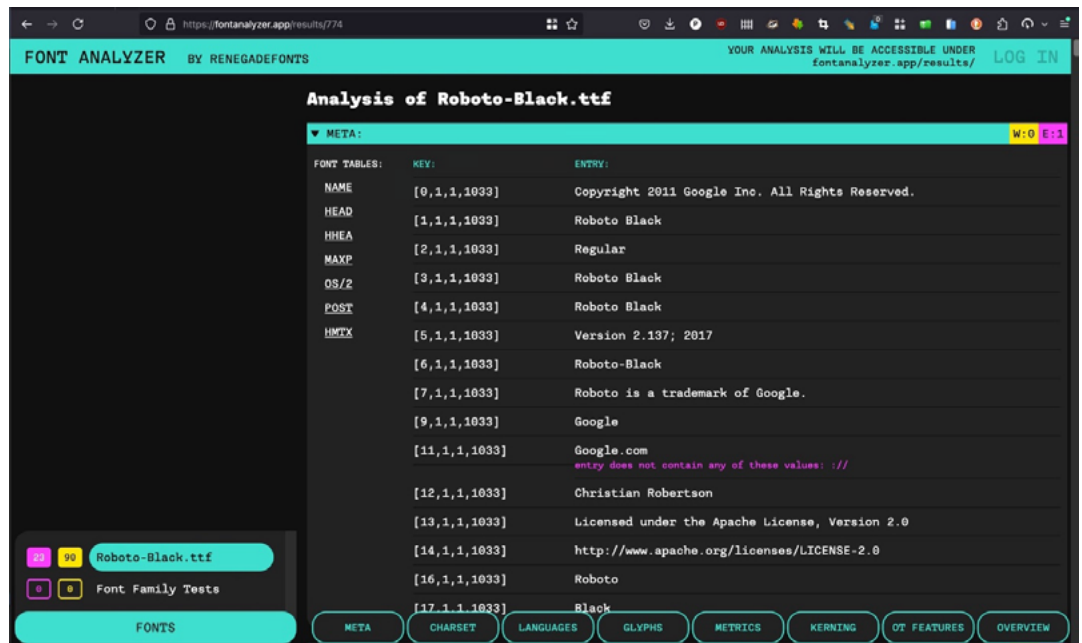 https://fontanalyzer.app/results/774
FONT ANALYZER BY RENEGADEFONTS
YOUR ANALYSIS WILL BE ACCESSIBLE UNDER
fontanalyzer.app/results/
LOG IN
Analysis of Roboto-Black.ttf
▼ META: W:0 E:1
FONT TABLES: KEY: ENTRY:
NAME
HEAD
HHEA
MAXP
OS/2
POST
HMTX
[0,1,1,1033] Copyright 2011 Google Inc. All Rights Reserved.
[1,1,1,1033] Roboto Black
[2,1,1,1033] Regular
[3,1,1,1033] Roboto Black
[4,1,1,1033] Roboto Black
[5,1,1,1033] Version 2.137; 2017
[6,1,1,1033] Roboto-Black
[7,1,1,1033] Roboto is a trademark of Google.
[9,1,1,1033] Google
[11,1,1,1033] Google.com
entry does not contain any of these values: ://
[12,1,1,1033] Christian Robertson
[13,1,1,1033] Licensed under the Apache License, Version 2.0
[14,1,1,1033] http://www.apache.org/licenses/LICENSE-2.0
[16,1,1,1033] Roboto
[17,1,1,1033] Black
23 90 Roboto-Black.ttf
0 0 Font Family Tests
FONTS
META CHARSET LANGUAGES GLYPHS METRICS KERNING OT FEATURES OVERVIEW